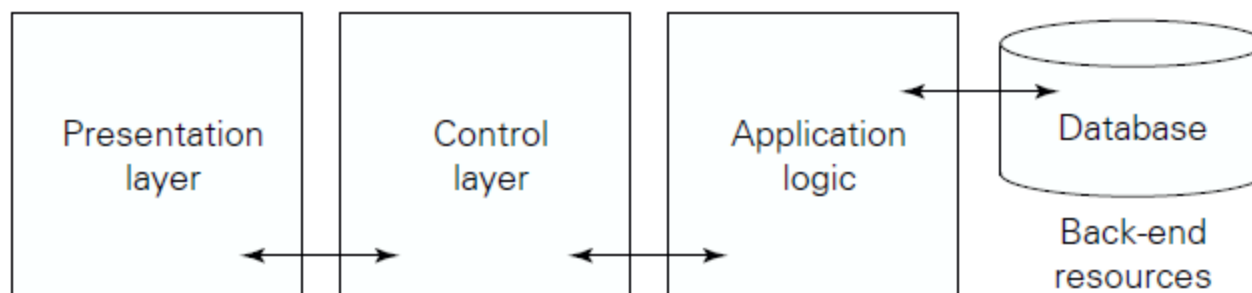 Presentation
layer
Control
layer
Application
logic
Database
Back-end
resources